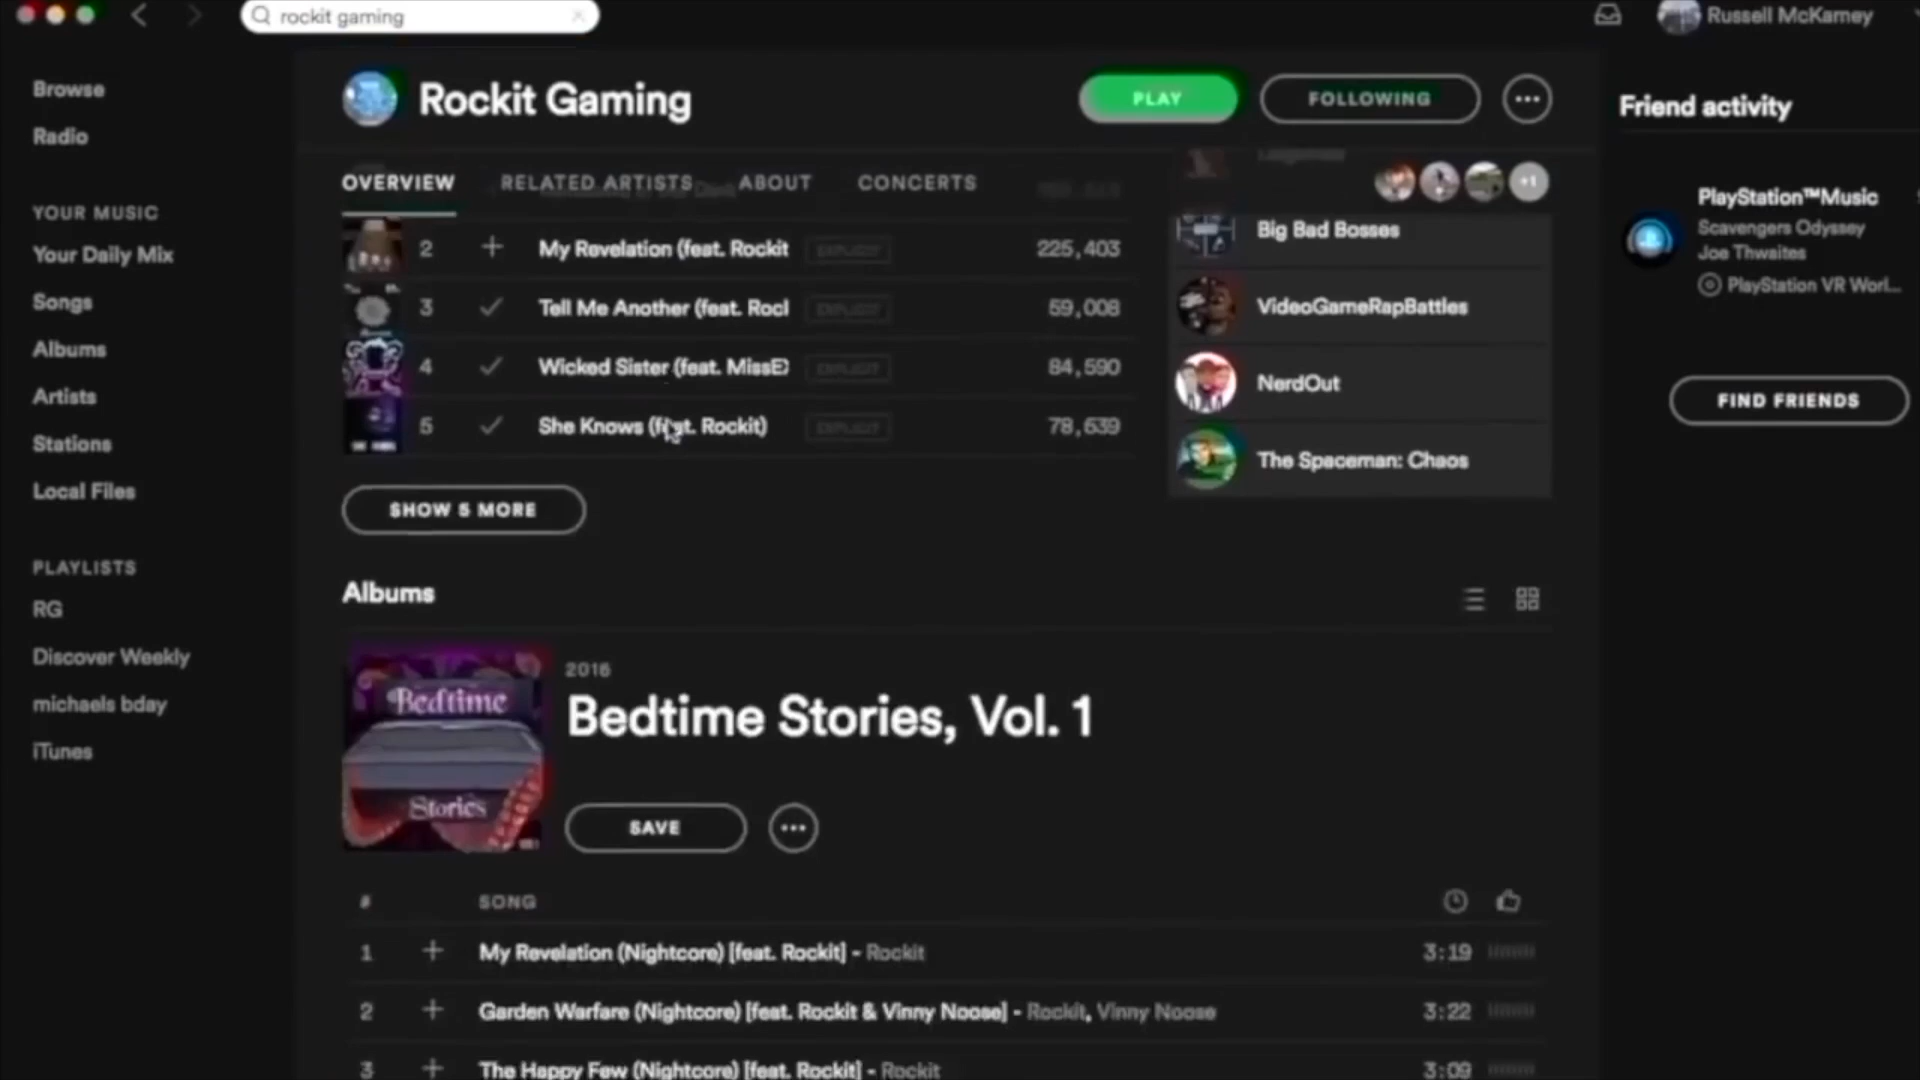 rockit gaming
Russell McKarney
Browse
Radio
YOUR MUSIC
Your Daily Mix
Songs
Albums
Artists
Stations
Local Files
PLAYLISTS
RG
Discover Weekly
michaels bday
iTunes
Rockit Gaming
PLAY
FOLLOWING
OVERVIEW
RELATED ARTISTS
ABOUT
CONCERTS
+1
2 My Revelation (feat. Rockit EXPLICIT 225,403
3 Tell Me Another (feat. Rocl EXPLICIT 59,008
4 Wicked Sister (feat. MissE EXPLICIT 84,590
5 She Knows (feat. Rockit) EXPLICIT 78,639
SHOW 5 MORE
Big Bad Bosses
VideoGameRapBattles
NerdOut
The Spaceman: Chaos
Albums
Bedtime
Stories
2016
Bedtime Stories, Vol. 1
SAVE
# SONG
1 My Revelation (Nightcore) [feat. Rockit] - Rockit 3:19
2 Garden Warfare (Nightcore) [feat. Rockit & Vinny Noose] - Rockit, Vinny Noose 3:22
3 The Happy Few (Nightcore) [feat. Rockit] - Rockit 3:09
Friend activity
PlayStation™Music
Scavengers Odyssey
Joe Thwaites
PlayStation VR Worl...
FIND FRIENDS